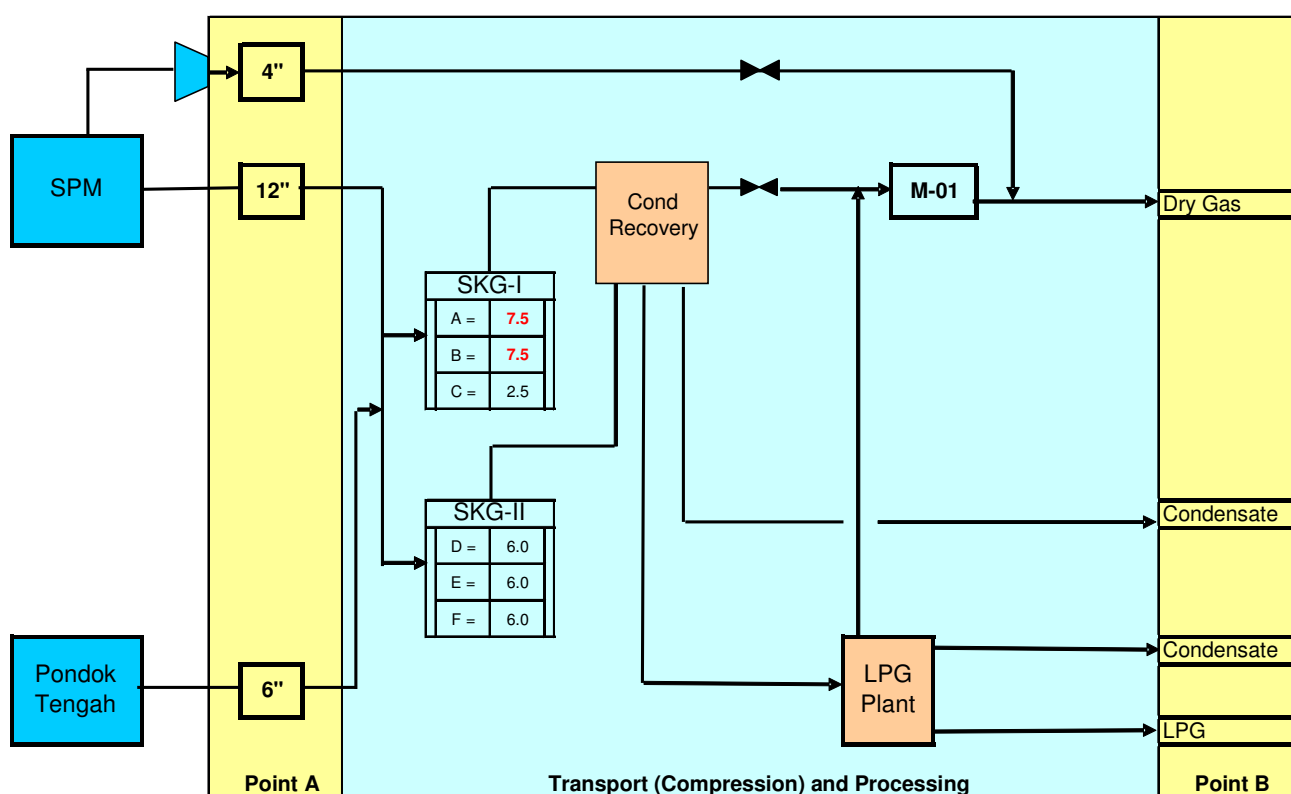 4"
SPM
12"
Cond
Recovery
M-01
Dry Gas
SKG-I
A = 7.5
B = 7.5
C = 2.5
SKG-II
D = 6.0
E = 6.0
F = 6.0
Condensate
Pondok
Tengah
6"
LPG
Plant
Condensate
LPG
Point A
Transport (Compression) and Processing
Point B